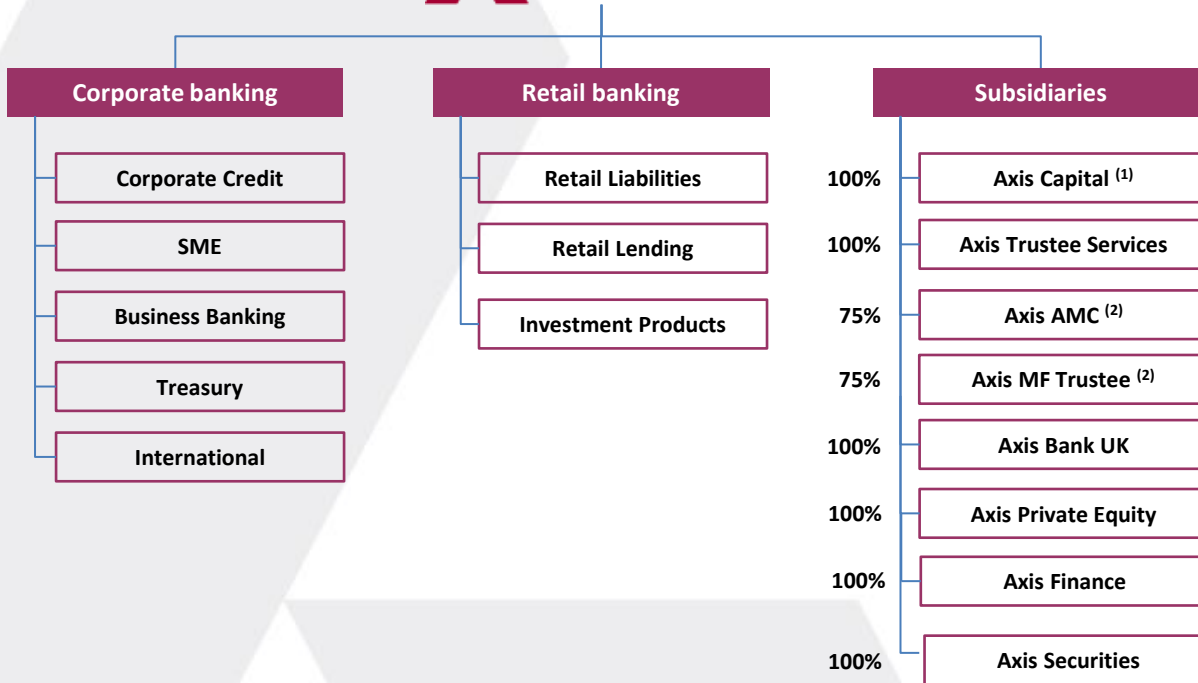 Corporate banking
Corporate Credit
SME
Business Banking
Treasury
International
Retail banking
Retail Liabilities
Retail Lending
Investment Products
Subsidiaries
100% Axis Capital (1)
100% Axis Trustee Services
75% Axis AMC (2)
75% Axis MF Trustee (2)
100% Axis Bank UK
100% Axis Private Equity
100% Axis Finance
100% Axis Securities